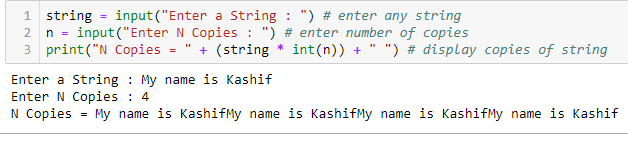 1 string = input("Enter a String : ") # enter any string
2 n = input("Enter N Copies : ") # enter number of copies
3 print("N Copies = " + (string * int(n)) + " ") # display copies of string
Enter a String : My name is Kashif
Enter N Copies : 4
N Copies = My name is KashifMy name is KashifMy name is KashifMy name is Kashif